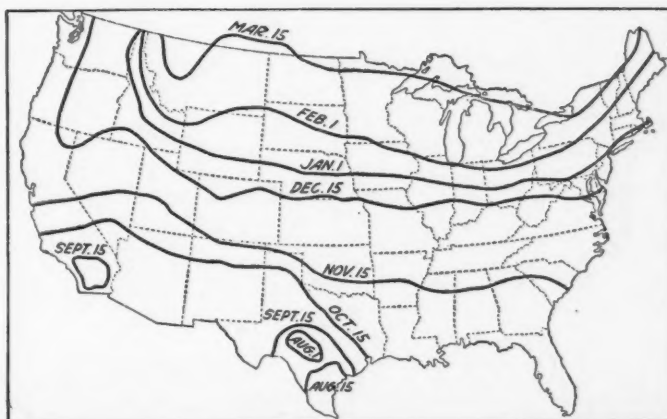 MAR. 15
FEB. 1
JAN. 1
DEC. 15
SEPT. 15
NOV. 15
SEPT. 15
OCT. 15
AUG. 1
AUG. 15